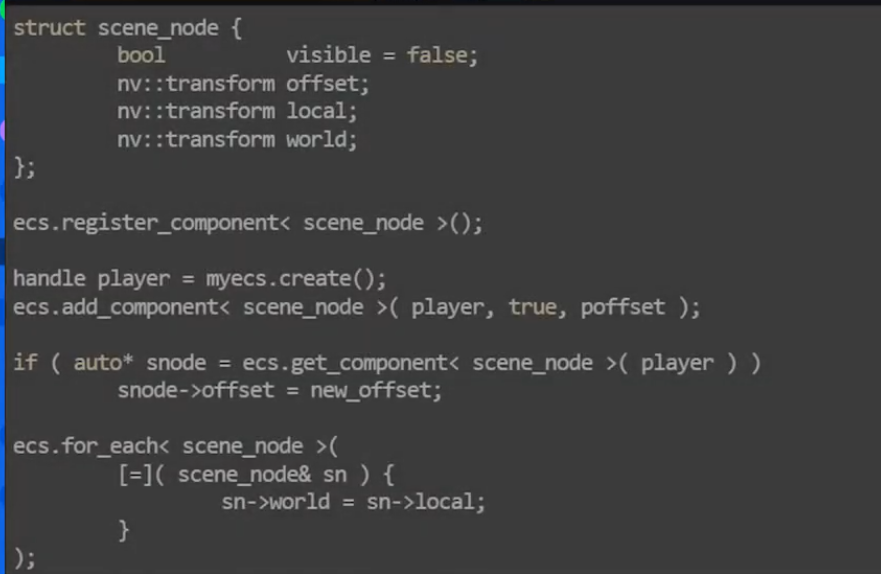 struct scene_node {
        bool          visible = false;
        nv::transform offset;
        nv::transform local;
        nv::transform world;
};
ecs.register_component< scene_node >();
handle player = myecs.create();
ecs.add_component< scene_node >( player, true, poffset );
if ( auto* snode = ecs.get_component< scene_node >( player ) )
        snode->offset = new_offset;
ecs.for_each< scene_node >(
        [=]( scene_node& sn ) {
                sn->world = sn->local;
        }
);